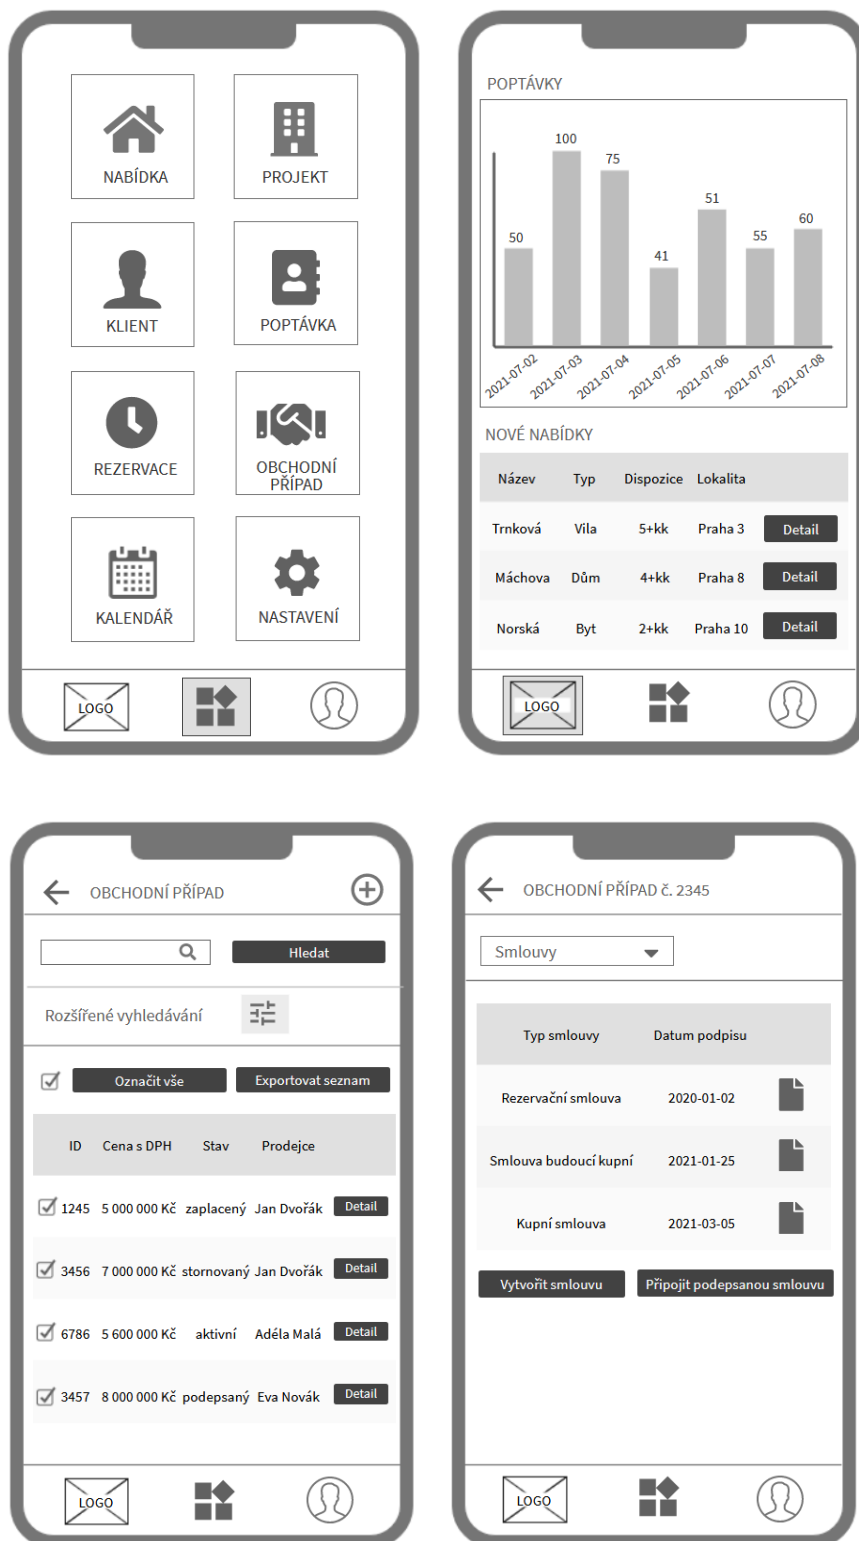 NABÍDKA
PROJEKT
KLIENT
POPTÁVKA
REZERVACE
OBCHODNÍ
PŘÍPAD
KALENDÁŘ
NASTAVENÍ
LOGO
POPTÁVKY
100
75
51
60
50
55
41
2021-07-02
2021-07-03
2021-07-04
2021-07-05
2021-07-06
2021-07-07
2021-07-08
NOVÉ NABÍDKY
Název Typ Dispozice Lokalita
Trnková Vila 5+kk Praha 3 Detail
Máchova Dům 4+kk Praha 8 Detail
Norská Byt 2+kk Praha 10 Detail
LOGO
OBCHODNÍ PŘÍPAD
Hledat
Rozšířené vyhledávání
Označit vše Exportovat seznam
ID Cena s DPH Stav Prodejce
1245 5 000 000 Kč zaplacený Jan Dvořák Detail
3456 7 000 000 Kč stornovaný Jan Dvořák Detail
6786 5 600 000 Kč aktivní Adéla Malá Detail
3457 8 000 000 Kč podepsaný Eva Novák Detail
LOGO
OBCHODNÍ PŘÍPAD č. 2345
Smlouvy
Typ smlouvy Datum podpisu
Rezervační smlouva 2020-01-02
Smlouva budoucí kupní 2021-01-25
Kupní smlouva 2021-03-05
Vytvořit smlouvu Připojit podepsanou smlouvu
LOGO